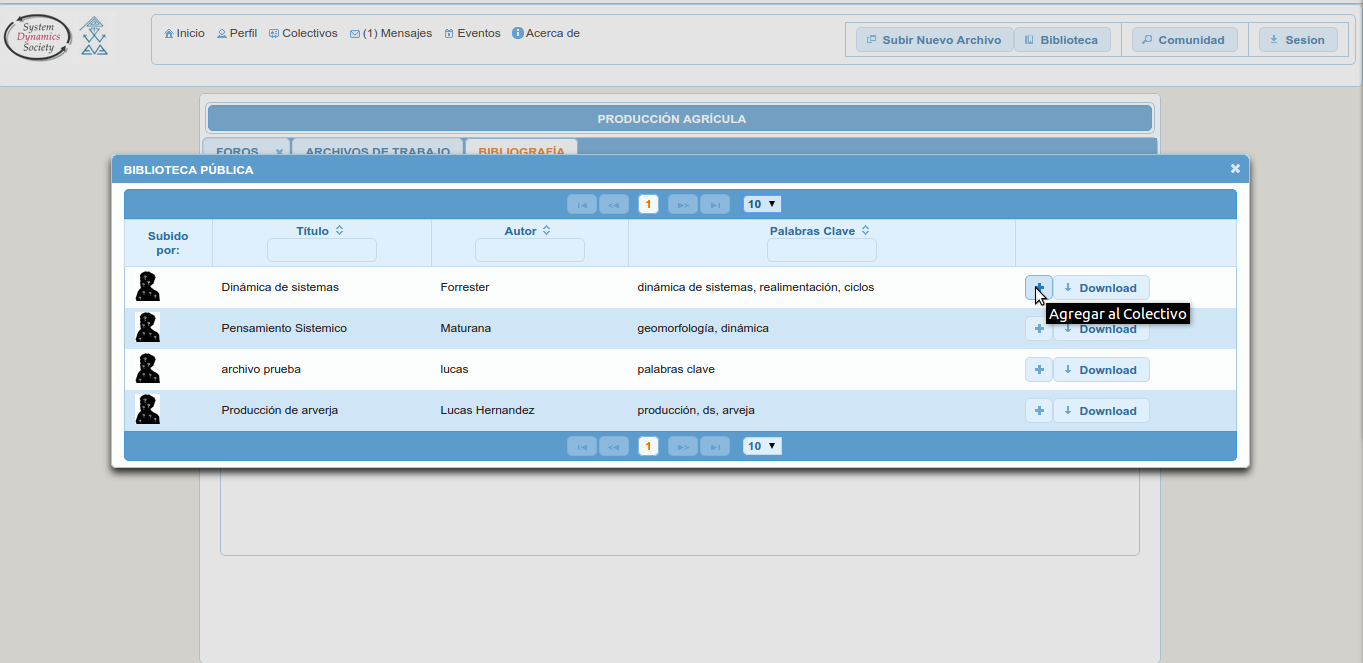 System
Dynamics
Society
Inicio Perfil Colectivos (1) Mensajes Eventos Acerca de
Subir Nuevo Archivo Biblioteca Comunidad Sesion
PRODUCCIÓN AGRÍCULA
FOROS ARCHIVOS DE TRABAJO BIBLIOGRAFÍA
BIBLIOTECA PÚBLICA
1 10
Subido por: Título Autor Palabras Clave
Dinámica de sistemas Forrester dinámica de sistemas, realimentación, ciclos Download
Agregar al Colectivo
Pensamiento Sistemico Maturana geomorfología, dinámica Download
archivo prueba lucas palabras clave Download
Producción de arverja Lucas Hernandez producción, ds, arveja Download
1 10